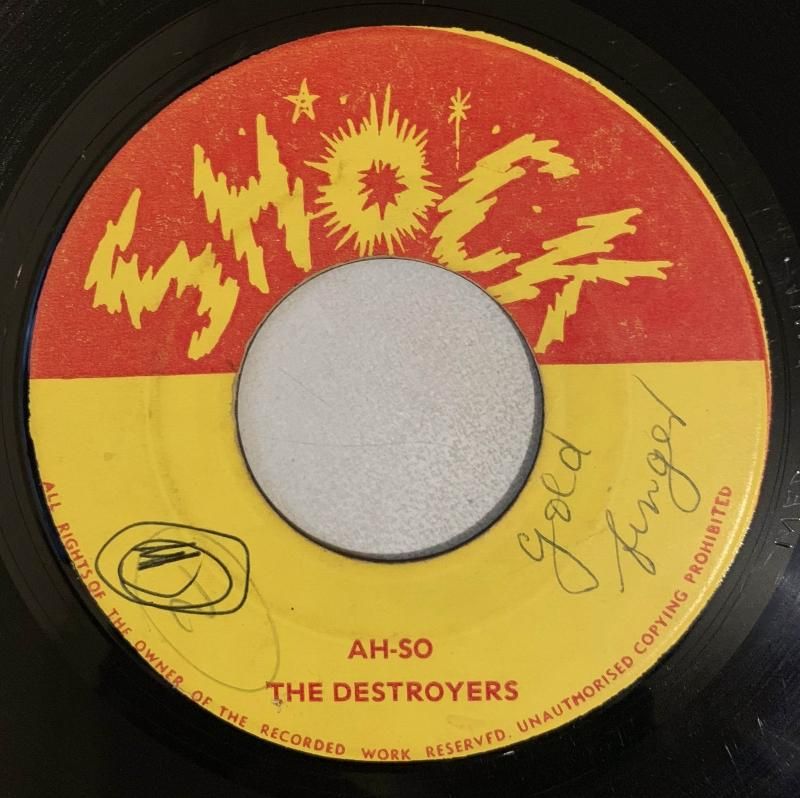 SHOCK
gold
finger
AH-SO
THE DESTROYERS
ALL RIGHTS OF THE OWNER OF THE RECORDED WORK RESERVED. UNAUTHORISED COPYING PROHIBITED